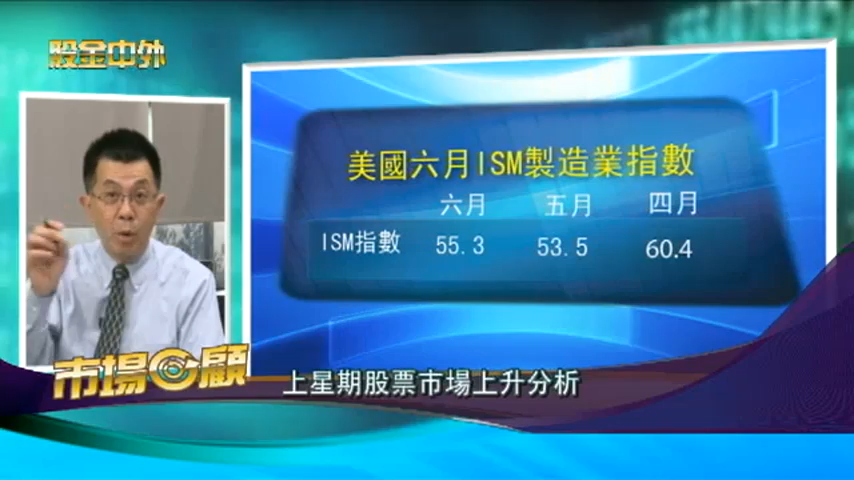 股金中外
美國六月ISM製造業指數
六月 五月 四月
ISM指數 55.3 53.5 60.4
市場回顧
上星期股票市場上升分析